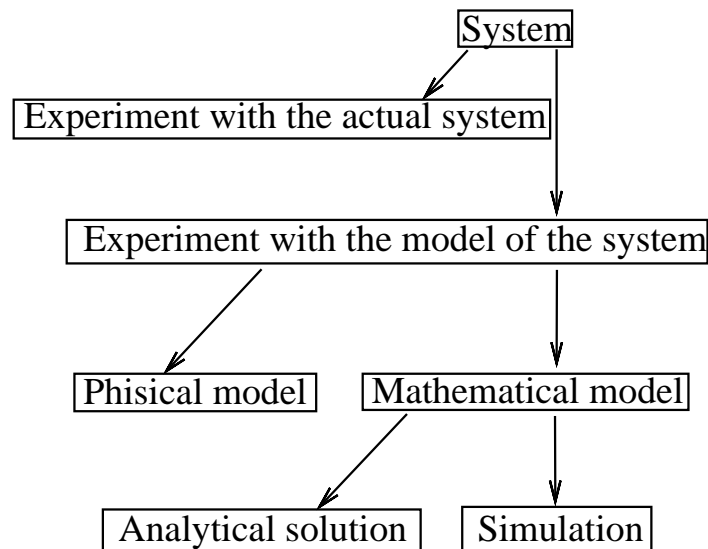 System
Experiment with the actual system
Experiment with the model of the system
Phisical model
Mathematical model
Analytical solution
Simulation